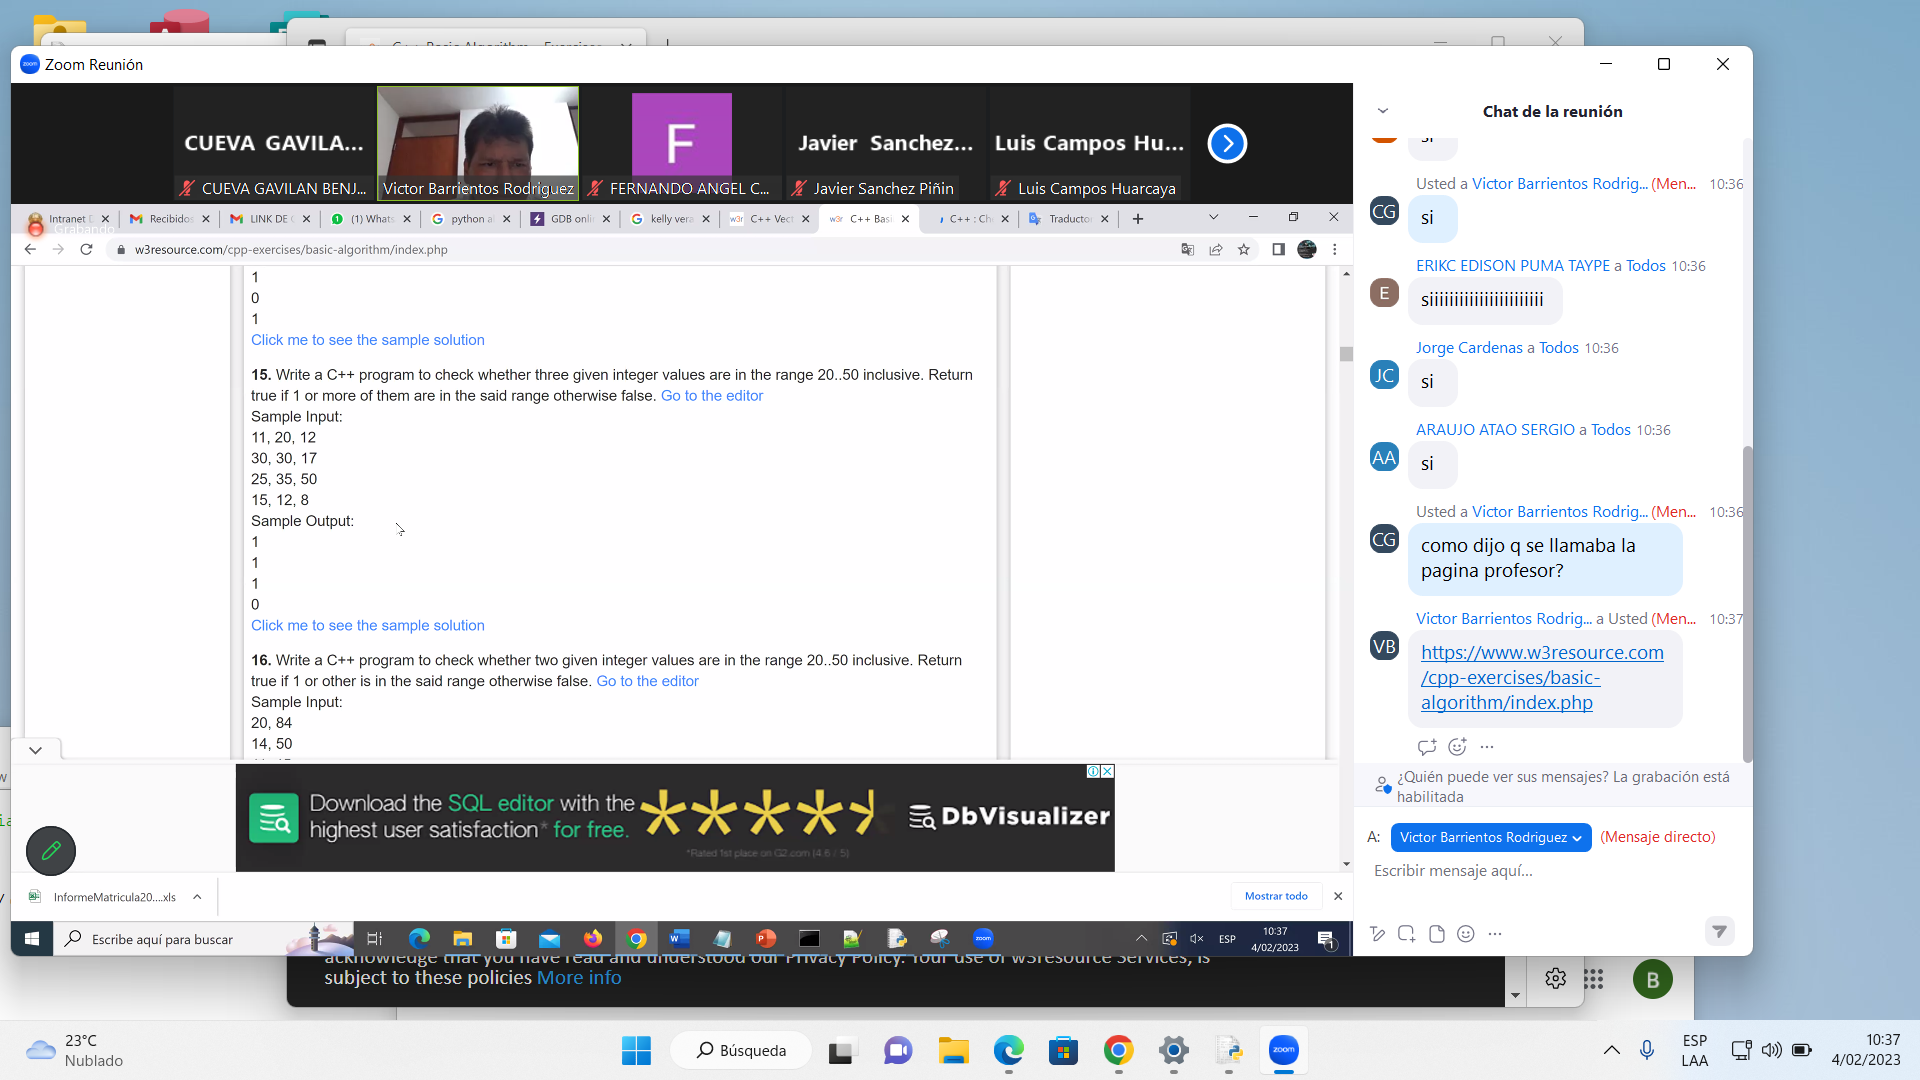 Zoom Reunión
CUEVA GAVILA...
CUEVA GAVILAN BENJ...
Victor Barrientos Rodriguez
F
FERNANDO ANGEL C...
Javier Sanchez...
Javier Sanchez Piñin
Luis Campos Hu...
Luis Campos Huarcaya
Grabando
Recibidos
LINK DE
(1) Whats
GDB onli
kelly vera
C++ Vect
C++ Basi
C++ : Ch
Traductor
w3resource.com/cpp-exercises/basic-algorithm/index.php
1
0
1
Click me to see the sample solution
15. Write a C++ program to check whether three given integer values are in the range 20..50 inclusive. Return
true if 1 or more of them are in the said range otherwise false. Go to the editor
Sample Input:
11, 20, 12
30, 30, 17
25, 35, 50
15, 12, 8
Sample Output:
1
1
1
0
Click me to see the sample solution
16. Write a C++ program to check whether two given integer values are in the range 20..50 inclusive. Return
true if 1 or other is in the said range otherwise false. Go to the editor
Sample Input:
20, 84
14, 50
Download the SQL editor with the
highest user satisfaction* for free.
*Rated 1st place on G2.com (4.6 / 5)
DbVisualizer
InformeMatricula20....xls
Mostrar todo
Escribe aquí para buscar
ESP
10:37
4/02/2023
1
Chat de la reunión
si
Usted a Victor Barrientos Rodrig... (Men... 10:36
CG
si
ERIKC EDISON PUMA TAYPE a Todos 10:36
E
siiiiiiiiiiiiiiiiiiiiiii
Jorge Cardenas a Todos 10:36
JC
si
ARAUJO ATAO SERGIO a Todos 10:36
AA
si
Usted a Victor Barrientos Rodrig... (Men... 10:36
CG
como dijo q se llamaba la
pagina profesor?
Victor Barrientos Rodrig... a Usted (Men... 10:37
VB
https://www.w3resource.com
/cpp-exercises/basic-
algorithm/index.php
¿Quién puede ver sus mensajes? La grabación está
habilitada
A: Victor Barrientos Rodriguez (Mensaje directo)
Escribir mensaje aquí...
acknowledge that you have read and understood our Privacy Policy. Your use of w3resource Services, is
subject to these policies More info
B
23°C
Nublado
Búsqueda
zoom
ESP
LAA
10:37
4/02/2023